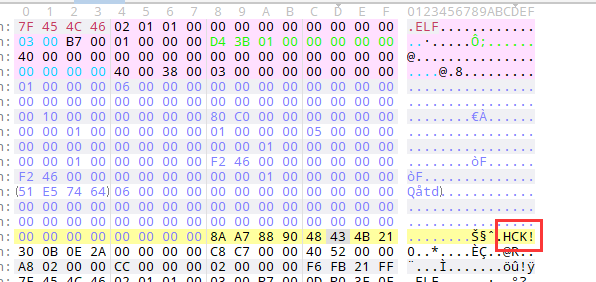 0 1 2 3 4 5 6 7 8 9 A B C D E F 0123456789ABCDEF
h: 7F 45 4C 46 02 01 01 00 00 00 00 00 00 00 00 00 .ELF............
h: 03 00 B7 00 01 00 00 00 D4 3B 01 00 00 00 00 00 ..·.....Ô;......
h: 40 00 00 00 00 00 00 00 00 00 00 00 00 00 00 00 @...............
h: 00 00 00 00 40 00 38 00 03 00 00 00 00 00 00 00 ....@.8.........
h: 01 00 00 00 06 00 00 00 00 00 00 00 00 00 00 00 ................
h: 00 00 00 00 00 00 00 00 00 00 00 00 00 00 00 00 ................
h: 00 10 00 00 00 00 00 00 80 C0 00 00 00 00 00 00 ........€À......
h: 00 00 01 00 00 00 00 00 01 00 00 00 05 00 00 00 ................
h: 00 00 00 00 00 00 00 00 00 00 01 00 00 00 00 00 ................
h: 00 00 01 00 00 00 00 00 F2 46 00 00 00 00 00 00 ........òF......
h: F2 46 00 00 00 00 00 00 00 00 01 00 00 00 00 00 òF..............
h: 51 E5 74 64 06 00 00 00 00 00 00 00 00 00 00 00 Qåtd............
h: 00 00 00 00 00 00 00 00 00 00 00 00 00 00 00 00 ................
h: 00 00 00 00 00 00 00 00 00 00 00 00 00 00 00 00 ................
h: 00 00 00 00 00 00 00 00 8A A7 88 90 48 43 4B 21 ........Š§ˆ.HCK!
h: 30 0B 0E 2A 00 00 00 00 C8 C7 00 00 40 52 00 00 0..*....ÈÇ..@R..
h: A8 02 00 00 CC 00 00 00 02 00 00 00 F6 FB 21 FF ¨...Ì.......öû!ÿ